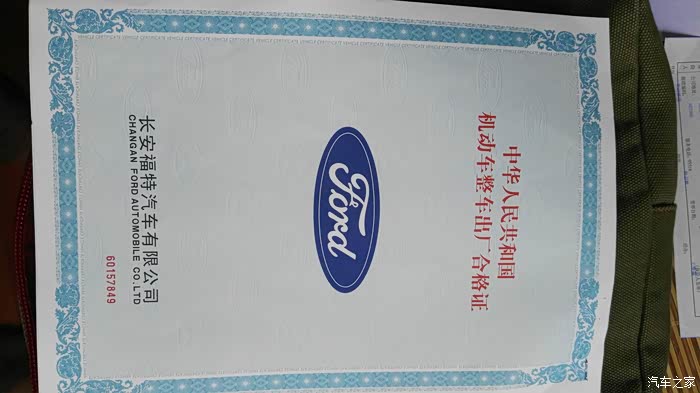 中华人民共和国
机动车整车出厂合格证
Ford
长安福特汽车有限公司
CHANGAN FORD AUTOMOBILE CO.,LTD
60157849
汽车之家